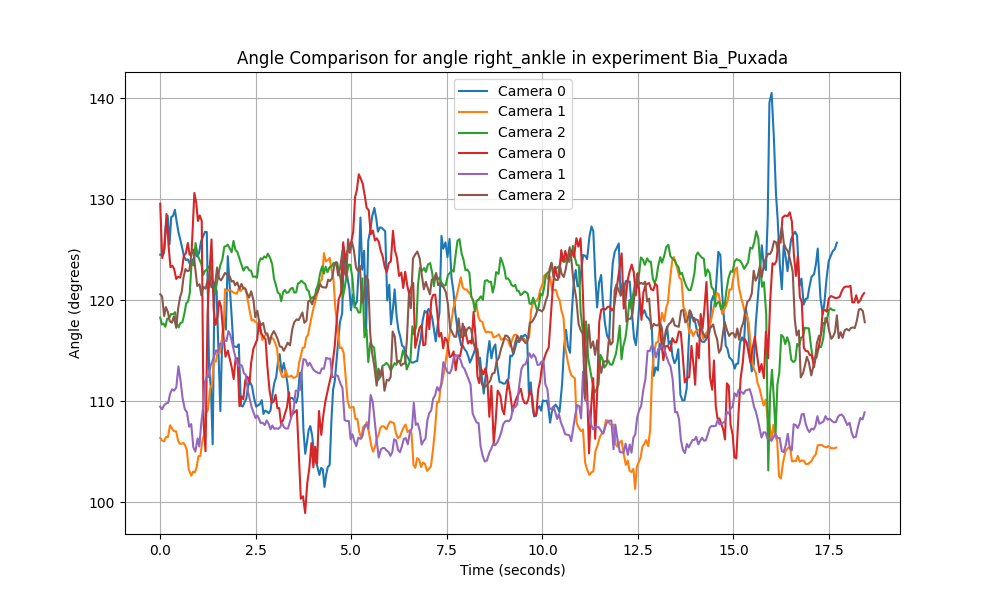 Angle Comparison for angle right_ankle in experiment Bia_Puxada
Camera 0
Camera 1
Camera 2
Camera 0
Camera 1
Camera 2
140
130
120
110
100
Angle (degrees)
0.0 2.5 5.0 7.5 10.0 12.5 15.0 17.5
Time (seconds)